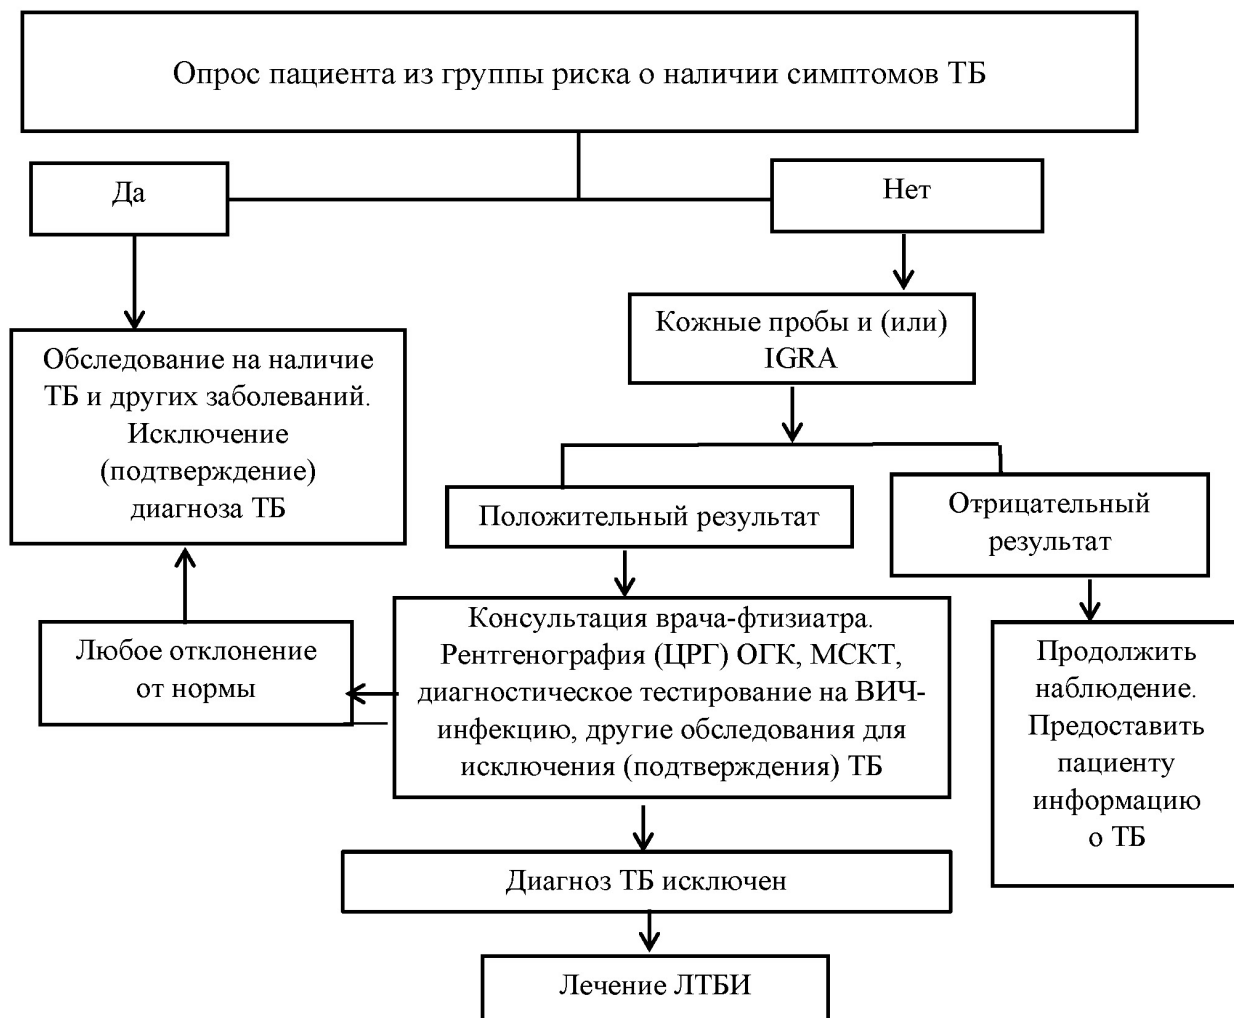 Опрос пациента из группы риска о наличии симптомов ТБ
Да
Нет
Кожные пробы и (или)
IGRA
Обследование на наличие
ТБ и других заболеваний.
Исключение
(подтверждение)
диагноза ТБ
Положительный результат
Отрицательный
результат
Любое отклонение
от нормы
Консультация врача-фтизиатра.
Рентгенография (ЦРГ) ОГК, МСКТ,
диагностическое тестирование на ВИЧ-
инфекцию, другие обследования для
исключения (подтверждения) ТБ
Продолжить
наблюдение.
Предоставить
пациенту
информацию
о ТБ
Диагноз ТБ исключен
Лечение ЛТБИ